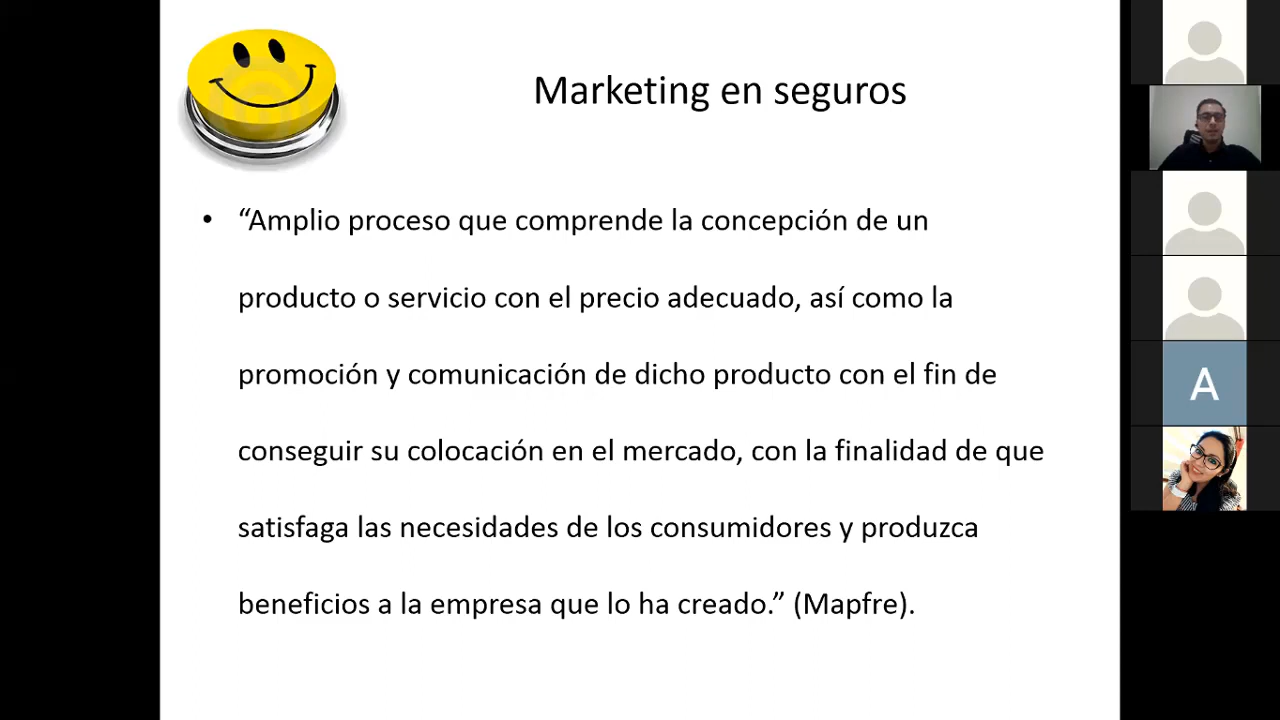 Marketing en seguros
• “Amplio proceso que comprende la concepción de un
producto o servicio con el precio adecuado, así como la
promoción y comunicación de dicho producto con el fin de
conseguir su colocación en el mercado, con la finalidad de que
satisfaga las necesidades de los consumidores y produzca
beneficios a la empresa que lo ha creado.” (Mapfre).
A